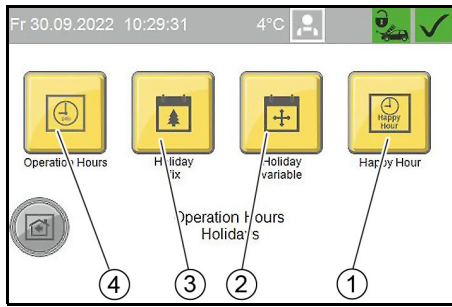 Fr 30.09.2022 10:29:31 4°C
Happy
Hour
Operation Hours
Holiday
fix
Holiday
variable
Happy Hour
Operation Hours
Holidays
4
3
2
1